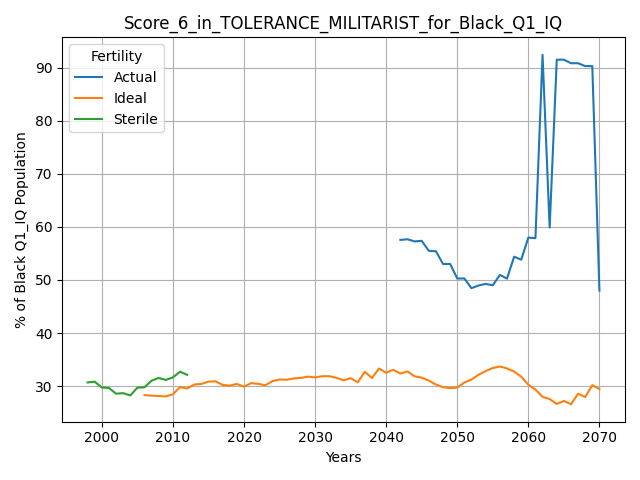 Score_6_in_TOLERANCE_MILITARIST_for_Black_Q1_IQ
Fertility
Actual
Ideal
Sterile
% of Black Q1_IQ Population
90
80
70
60
50
40
30
2000 2010 2020 2030 2040 2050 2060 2070
Years